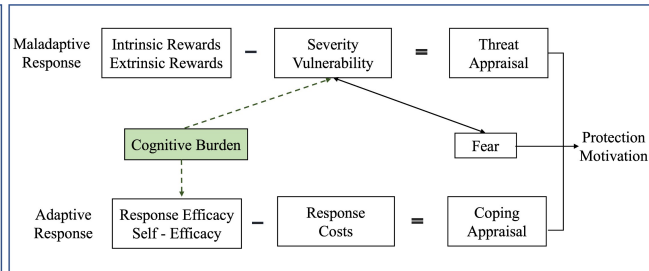 Maladaptive
Response
Intrinsic Rewards
Extrinsic Rewards
–
Severity
Vulnerability
=
Threat
Appraisal
Cognitive Burden
Fear
Protection
Motivation
Adaptive
Response
Response Efficacy
Self - Efficacy
–
Response
Costs
=
Coping
Appraisal